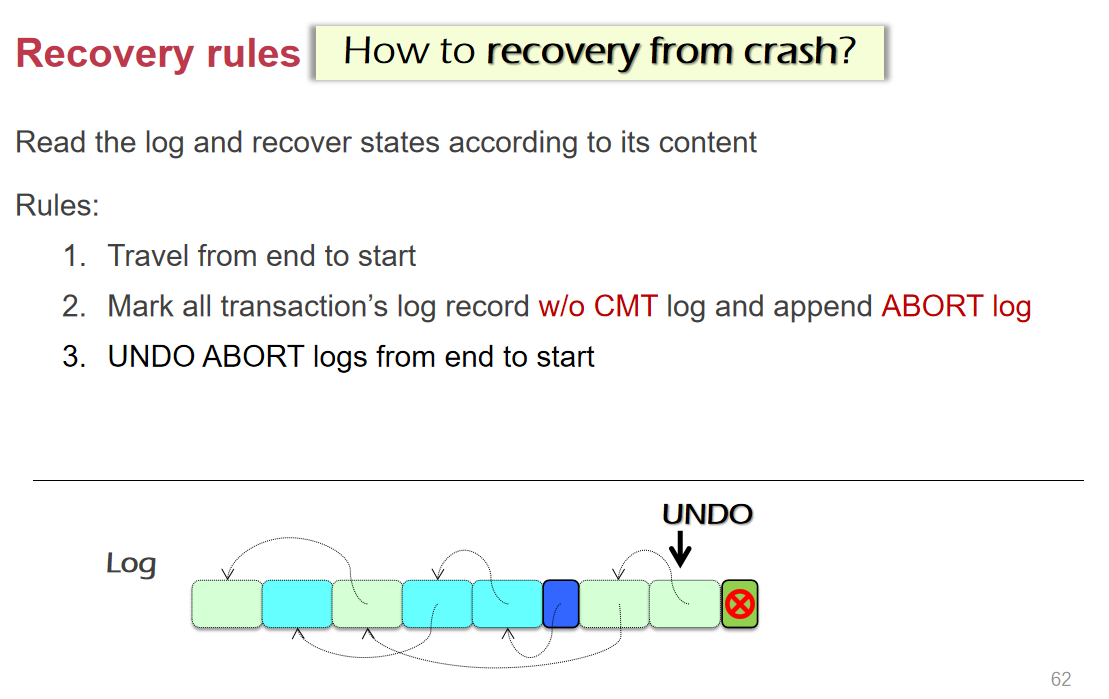 Recovery rules How to recovery from crash?
Read the log and recover states according to its content
Rules:
1. Travel from end to start
2. Mark all transaction's log record w/o CMT log and append ABORT log
3. UNDO ABORT logs from end to start
UNDO
Log
62